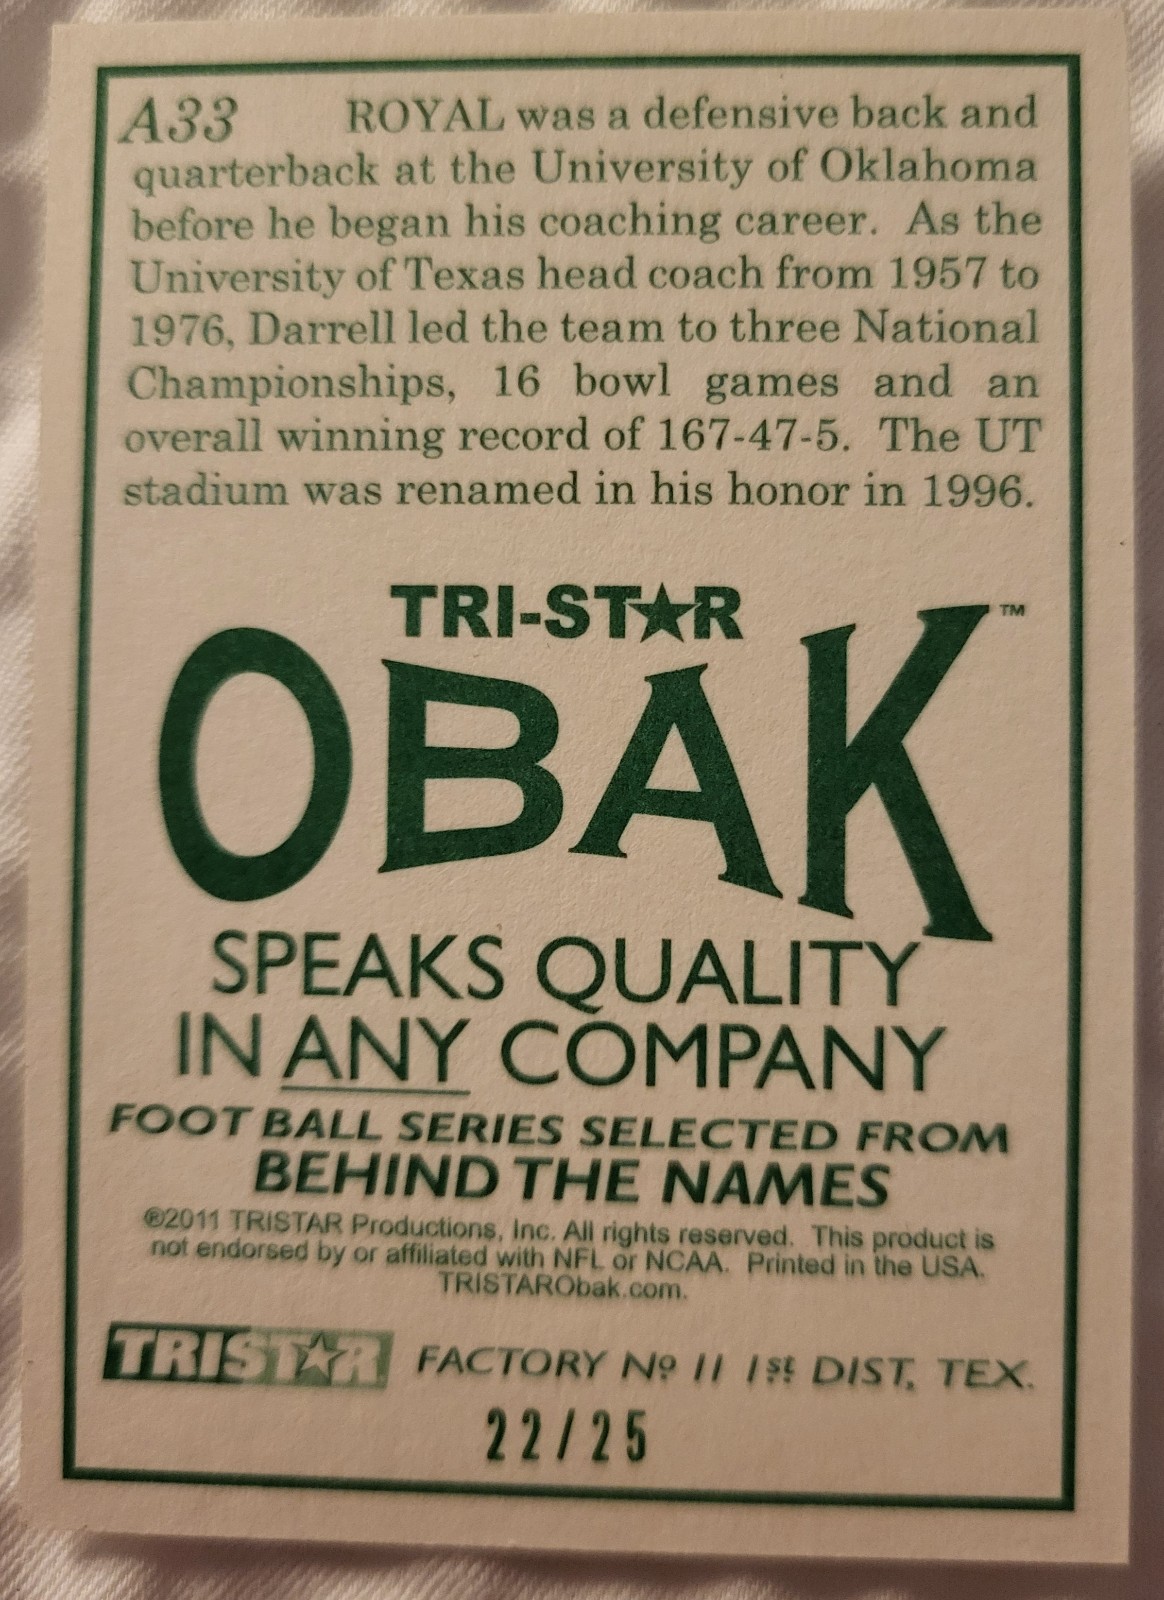 A33 ROYAL was a defensive back and
quarterback at the University of Oklahoma
before he began his coaching career. As the
University of Texas head coach from 1957 to
1976, Darrell led the team to three National
Championships, 16 bowl games and an
overall winning record of 167-47-5. The UT
stadium was renamed in his honor in 1996.
TRI-ST★R
OBAK™
SPEAKS QUALITY
IN ANY COMPANY
FOOT BALL SERIES SELECTED FROM
BEHIND THE NAMES
®2011 TRISTAR Productions, Inc. All rights reserved. This product is
not endorsed by or affiliated with NFL or NCAA. Printed in the USA.
TRISTARObak.com.
TRIST★R FACTORY Nº 11 1st DIST, TEX.
22/25